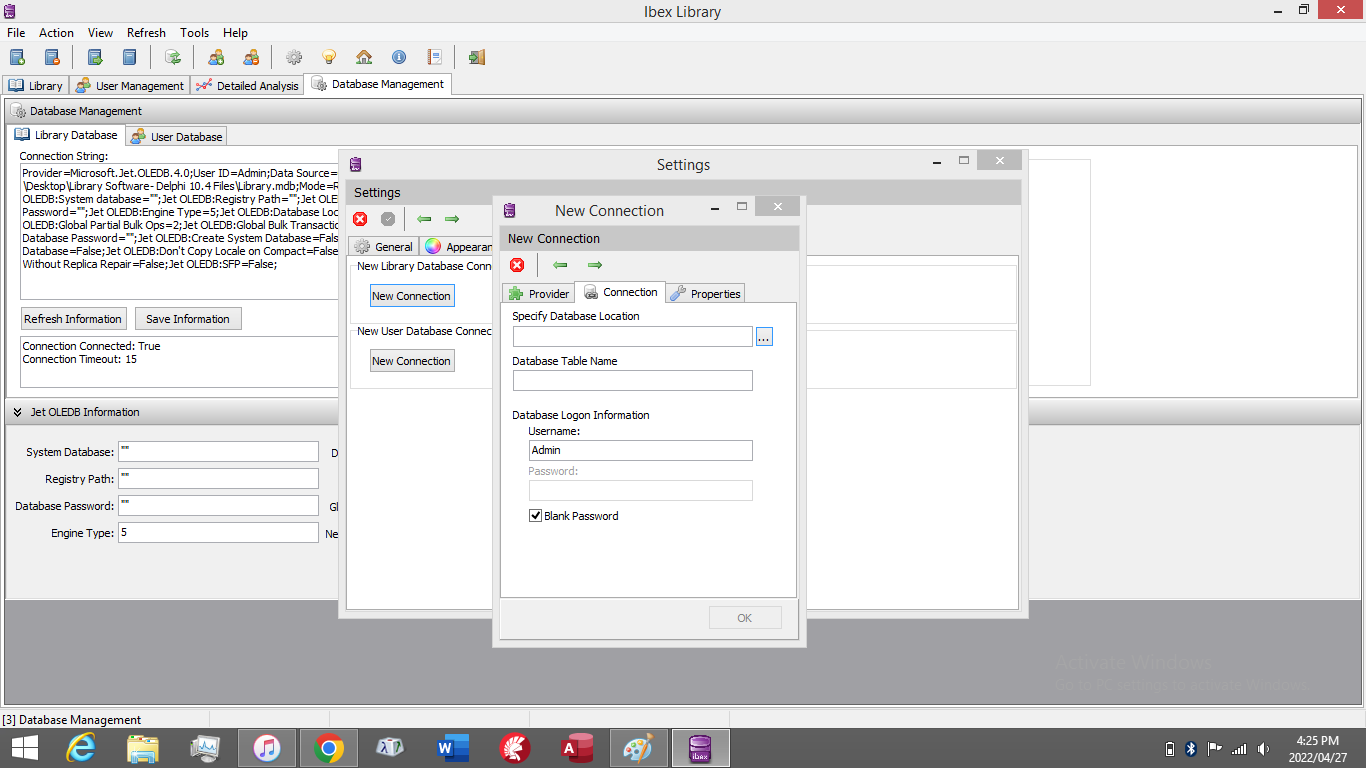 Ibex Library
File Action View Refresh Tools Help
Library User Management Detailed Analysis Database Management
Database Management
Library Database User Database
Connection String:
Provider=Microsoft.Jet.OLEDB.4.0;User ID=Admin;Data Source=
\Desktop\Library Software- Delphi 10.4 Files\Library.mdb;Mode=R
OLEDB:System database="";Jet OLEDB:Registry Path="";Jet OLE
Password="";Jet OLEDB:Engine Type=5;Jet OLEDB:Database Loc
OLEDB:Global Partial Bulk Ops=2;Jet OLEDB:Global Bulk Transaction
Database Password="";Jet OLEDB:Create System Database=False
Database=False;Jet OLEDB:Don't Copy Locale on Compact=False
Without Replica Repair=False;Jet OLEDB:SFP=False;
Refresh Information Save Information
Connection Connected: True
Connection Timeout: 15
Jet OLEDB Information
System Database: "" D
Registry Path: ""
Database Password: "" Gl
Engine Type: 5 Ne
Settings
Settings
General Appearan
New Library Database Conn
New Connection
New User Database Connec
New Connection
New Connection
New Connection
Provider Connection Properties
Specify Database Location
...
Database Table Name
Database Logon Information
Username:
Admin
Password:
Blank Password
OK
Activate Windows
Go to PC settings to activate Windows.
[3] Database Management
ibex
4:25 PM
2022/04/27